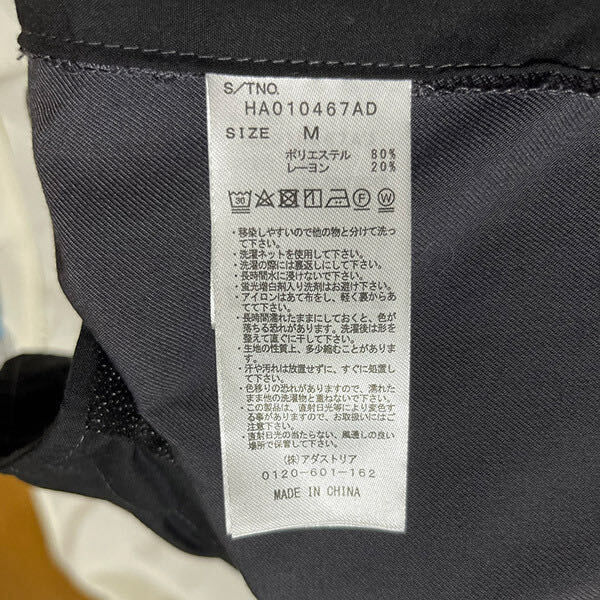 S/TNO.
HA010467AD
SIZE M
ポリエステル 80%
レーヨン 20%
30 F W
・移染しやすいので他の物と分けて洗っ
て下さい。
・洗濯ネットを使用して下さい。
・洗濯の際には裏返しにして下さい。
・長時間水に浸けないで下さい。
・蛍光増白剤入り洗剤はお避け下さい。
・アイロンはあて布をし、軽く裏からあ
てて下さい。
・長時間濡れたままにしておくと、色が
落ちる恐れがあります。洗濯後は形を
整えて直ぐに干して下さい。
・生地の性質上、多少縮むことがありま
す。
・汗や汚れは放置せずに、すぐに処置し
て下さい。
・色移りの恐れがありますので、濡れた
まま他の洗濯物と重ねないで下さい。
・この製品は、直射日光等により変色す
る事がありますので、お取扱いにはご
注意下さい。
・直射日光の当たらない、風通しの良い
場所で保管して下さい。
(株)アダストリア
0120-601-162
MADE IN CHINA